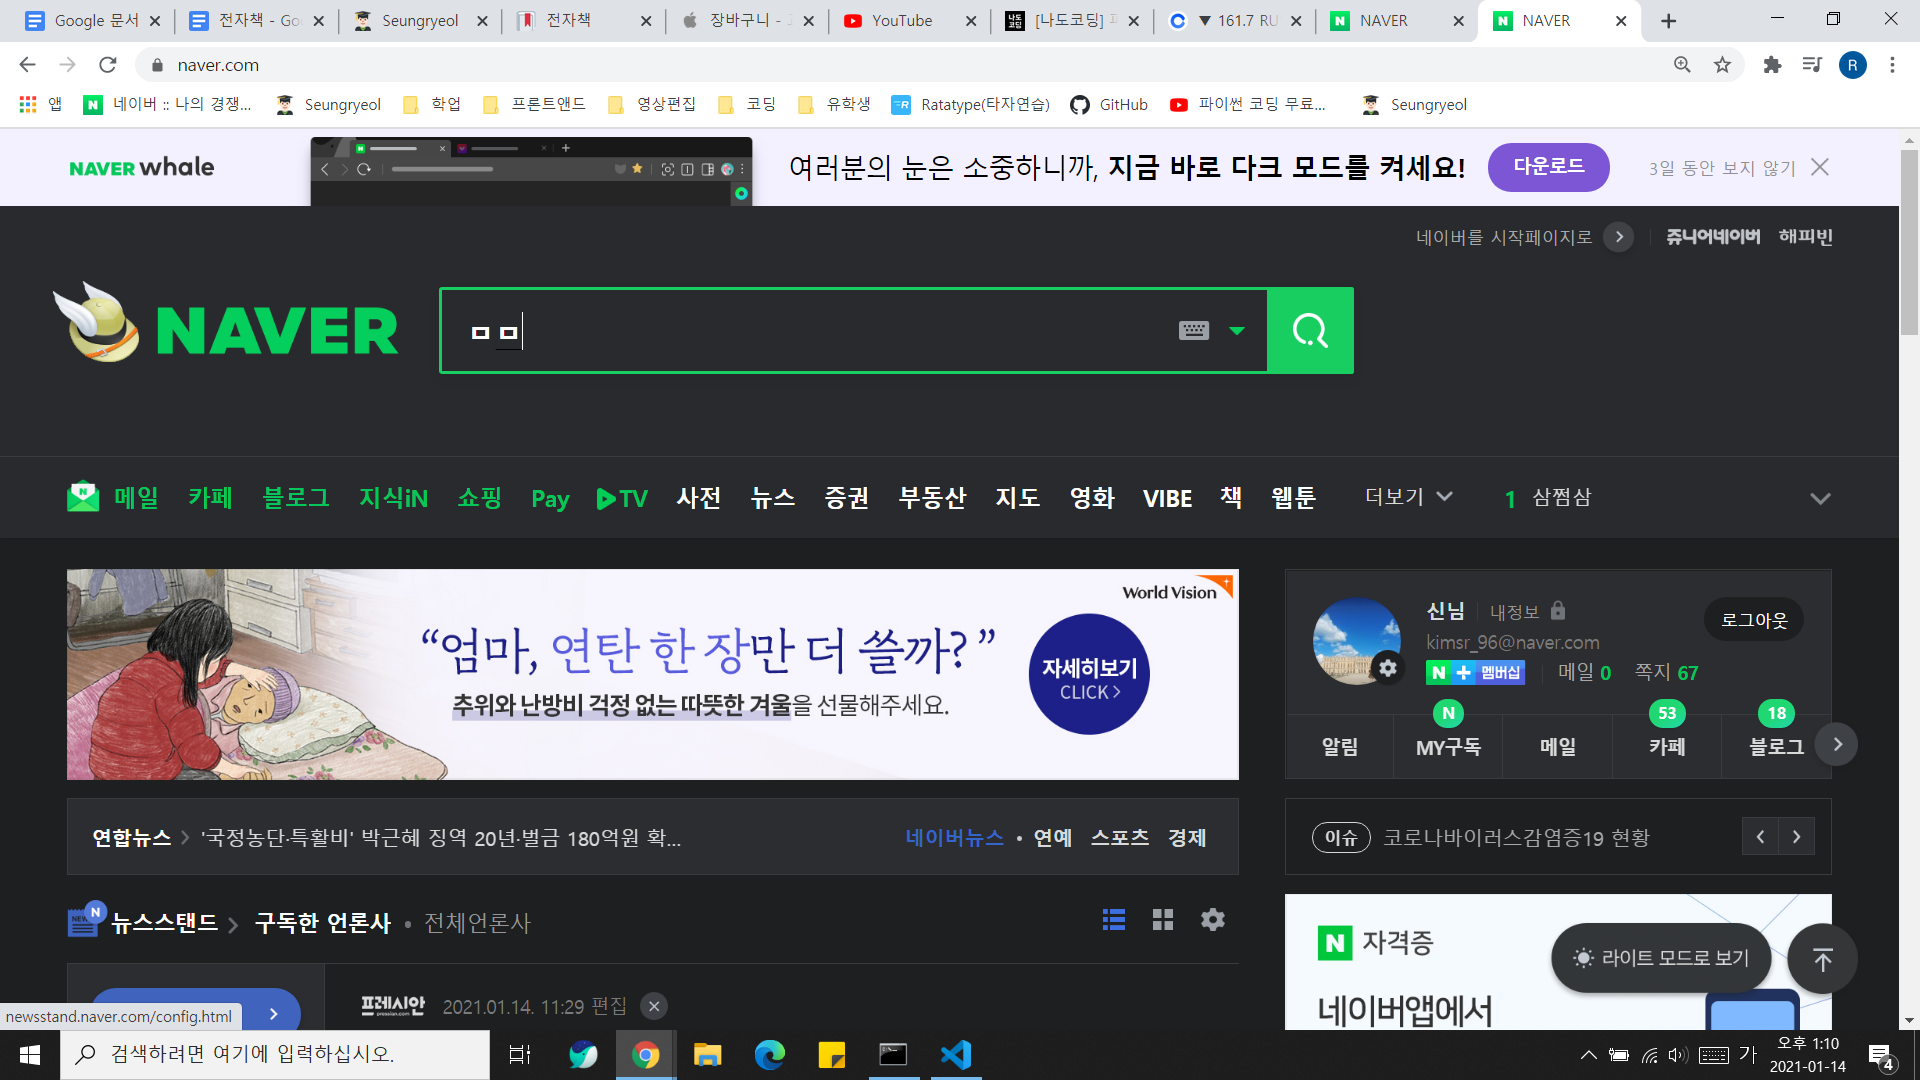 Google 문서
전자책 - Go
Seungryeol
전자책
장바구니 -
YouTube
[나도코딩]
▼ 161.7 RU
NAVER
NAVER
naver.com
R
앱
네이버 :: 나의 경쟁...
Seungryeol
학업
프론트앤드
영상편집
코딩
유학생
Ratatype(타자연습)
GitHub
파이썬 코딩 무료...
Seungryeol
NAVER whale
여러분의 눈은 소중하니까, 지금 바로 다크 모드를 켜세요!
다운로드
3일 동안 보지 않기
네이버를 시작페이지로
쥬니어네이버
해피빈
NAVER
ㅁㅁ
메일
카페
블로그
지식iN
쇼핑
Pay
TV
사전
뉴스
증권
부동산
지도
영화
VIBE
책
웹툰
더보기
1 삼쩜삼
World Vision
“엄마, 연탄 한 장만 더 쓸까?”
추위와 난방비 걱정 없는 따뜻한 겨울을 선물해주세요.
자세히보기
CLICK >
신님
내정보
로그아웃
kimsr_96@naver.com
N + 멤버십
메일 0
쪽지 67
N
53
18
알림
MY구독
메일
카페
블로그
연합뉴스 > '국정농단·특활비' 박근혜 징역 20년·벌금 180억원 확...
네이버뉴스 • 연예 스포츠 경제
이슈
코로나바이러스감염증19 현황
뉴스스탠드 > 구독한 언론사 • 전체언론사
N 자격증
라이트 모드로 보기
프레시안
2021.01.14. 11:29 편집
네이버앱에서
newsstand.naver.com/config.html
검색하려면 여기에 입력하십시오.
가
오후 1:10
2021-01-14
4